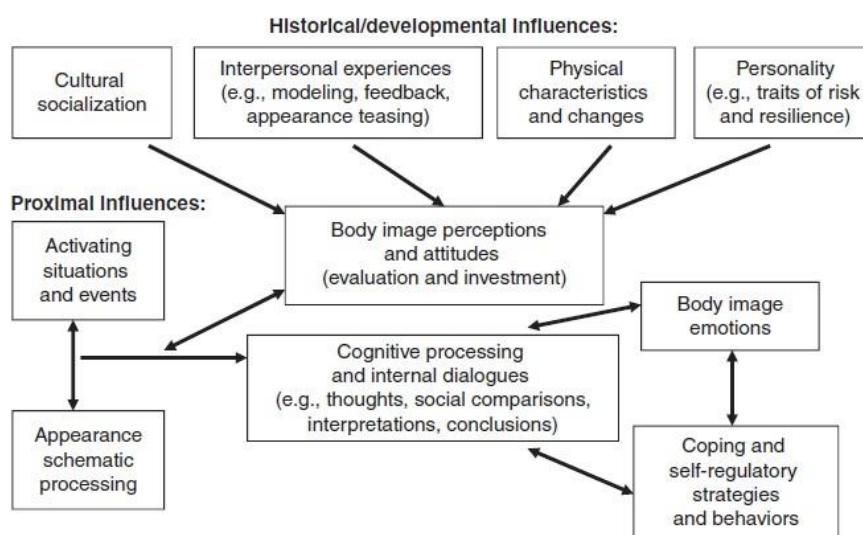 Historical/developmental Influences:
Cultural
socialization
Interpersonal experiences
(e.g., modeling, feedback,
appearance teasing)
Physical
characteristics
and changes
Personality
(e.g., traits of risk
and resilience)
Proximal Influences:
Activating
situations
and events
Body image perceptions
and attitudes
(evaluation and investment)
Body image
emotions
Cognitive processing
and internal dialogues
(e.g., thoughts, social comparisons,
interpretations, conclusions)
Appearance
schematic
processing
Coping and
self-regulatory
strategies
and behaviors